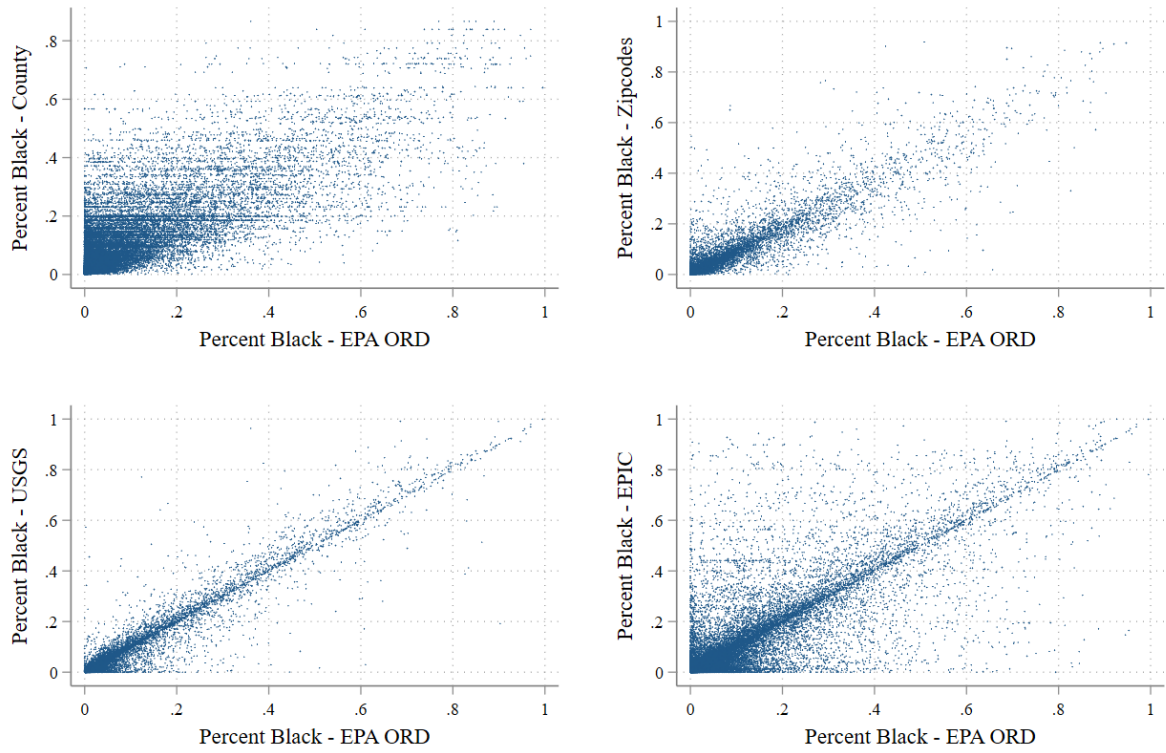 .8
.6
.4
.2
0
Percent Black - County
0 .2 .4 .6 .8 1
Percent Black - EPA ORD
1
.8
.6
.4
.2
0
Percent Black - Zipcodes
0 .2 .4 .6 .8 1
Percent Black - EPA ORD
1
.8
.6
.4
.2
0
Percent Black - USGS
0 .2 .4 .6 .8 1
Percent Black - EPA ORD
1
.8
.6
.4
.2
0
Percent Black - EPIC
0 .2 .4 .6 .8 1
Percent Black - EPA ORD